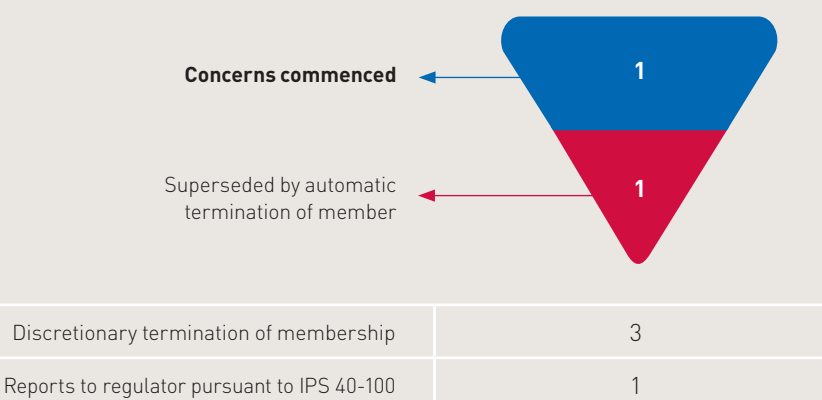 Concerns commenced
1
Superseded by automatic
termination of member
1
Discretionary termination of membership
3
Reports to regulator pursuant to IPS 40-100
1